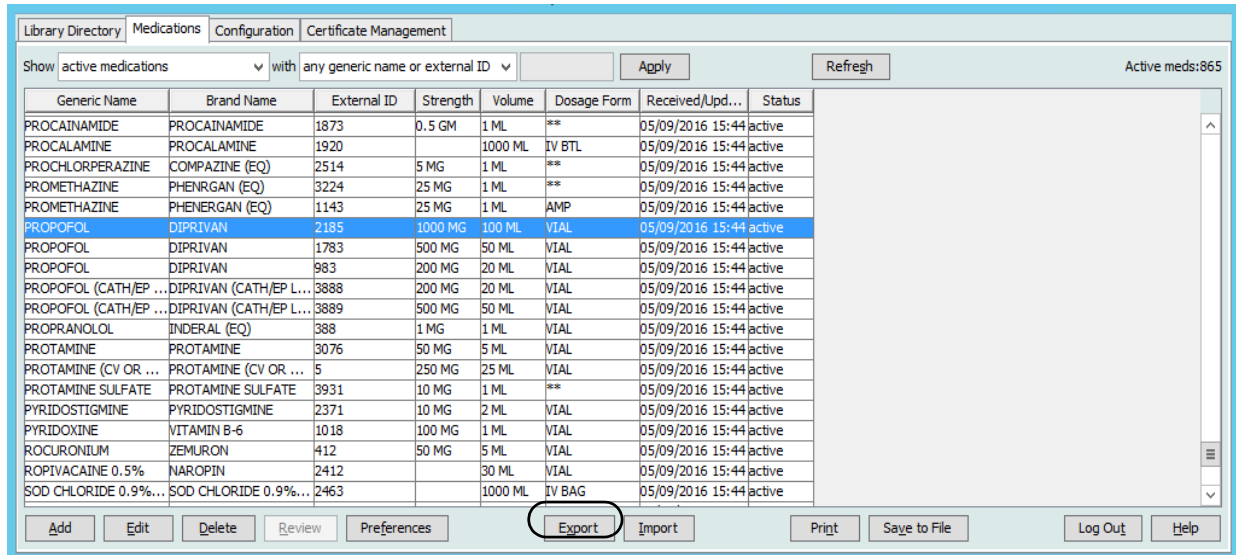 Library Directory Medications Configuration Certificate Management
Show active medications with any generic name or external ID Apply Refresh Active meds:865
Generic Name Brand Name External ID Strength Volume Dosage Form Received/Upd... Status
PROCAINAMIDE PROCAINAMIDE 1873 0.5 GM 1 ML ** 05/09/2016 15:44 active
PROCALAMINE PROCALAMINE 1920 1000 ML IV BTL 05/09/2016 15:44 active
PROCHLORPERAZINE COMPAZINE (EQ) 2514 5 MG 1 ML ** 05/09/2016 15:44 active
PROMETHAZINE PHENRGAN (EQ) 3224 25 MG 1 ML ** 05/09/2016 15:44 active
PROMETHAZINE PHENERGAN (EQ) 1143 25 MG 1 ML AMP 05/09/2016 15:44 active
PROPOFOL DIPRIVAN 2185 1000 MG 100 ML VIAL 05/09/2016 15:44 active
PROPOFOL DIPRIVAN 1783 500 MG 50 ML VIAL 05/09/2016 15:44 active
PROPOFOL DIPRIVAN 983 200 MG 20 ML VIAL 05/09/2016 15:44 active
PROPOFOL (CATH/EP ... DIPRIVAN (CATH/EP L... 3888 200 MG 20 ML VIAL 05/09/2016 15:44 active
PROPOFOL (CATH/EP ... DIPRIVAN (CATH/EP L... 3889 500 MG 50 ML VIAL 05/09/2016 15:44 active
PROPRANOLOL INDERAL (EQ) 388 1 MG 1 ML VIAL 05/09/2016 15:44 active
PROTAMINE PROTAMINE 3076 50 MG 5 ML VIAL 05/09/2016 15:44 active
PROTAMINE (CV OR ... PROTAMINE (CV OR ... 5 250 MG 25 ML VIAL 05/09/2016 15:44 active
PROTAMINE SULFATE PROTAMINE SULFATE 3931 10 MG 1 ML ** 05/09/2016 15:44 active
PYRIDOSTIGMINE PYRIDOSTIGMINE 2371 10 MG 2 ML VIAL 05/09/2016 15:44 active
PYRIDOXINE VITAMIN B-6 1018 100 MG 1 ML VIAL 05/09/2016 15:44 active
ROCURONIUM ZEMURON 412 50 MG 5 ML VIAL 05/09/2016 15:44 active
ROPIVACAINE 0.5% NAROPIN 2412 30 ML VIAL 05/09/2016 15:44 active
SOD CHLORIDE 0.9%... SOD CHLORIDE 0.9%... 2463 1000 ML IV BAG 05/09/2016 15:44 active
Add Edit Delete Review Preferences Export Import Print Save to File Log Out Help